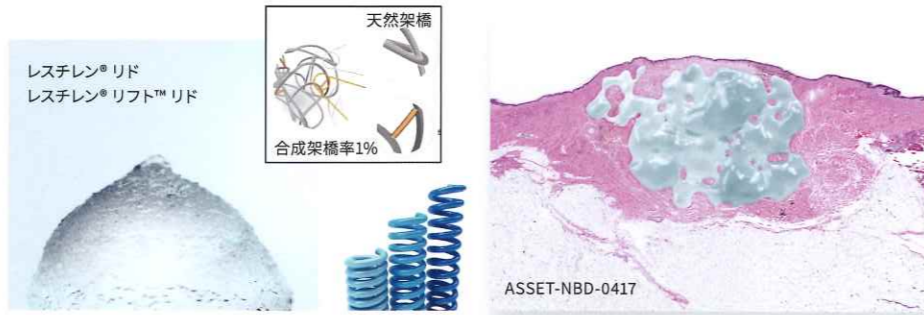 レスチレン® リド
レスチレン® リフト™ リド
天然架橋
合成架橋率1%
ASSET-NBD-0417